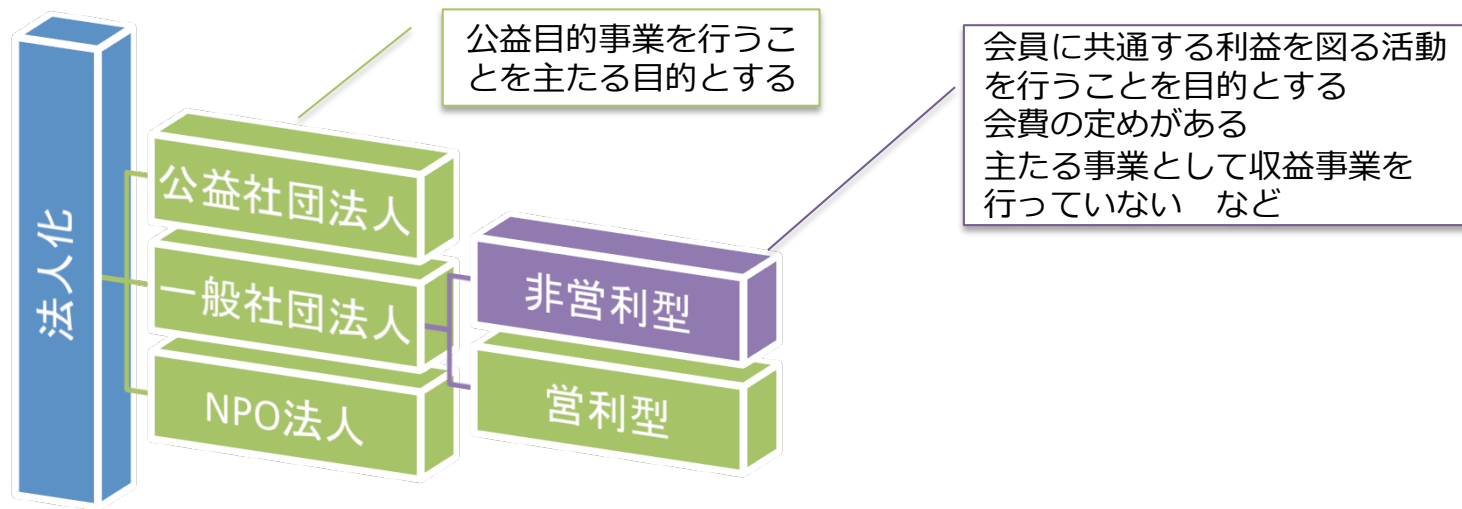 公益目的事業を行うこ
とを主たる目的とする
会員に共通する利益を図る活動
を行うことを目的とする
会費の定めがある
主たる事業として収益事業を
行っていない　など
法人化
公益社団法人
一般社団法人
NPO法人
非営利型
営利型